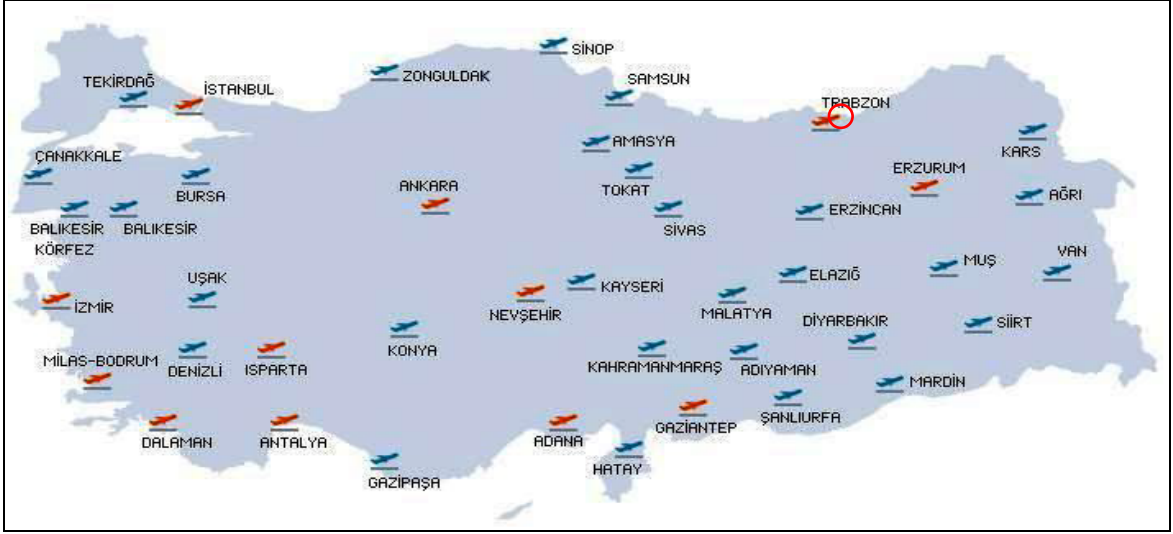 SİNOP
ZONGULDAK
SAMSUN
TEKİRDAĞ
İSTANBUL
TRABZON
AMASYA
KARS
ÇANAKKALE
ERZURUM
BURSA
ANKARA
TOKAT
AĞRI
ERZİNCAN
BALIKESİR
KÖRFEZ
BALIKESİR
SİVAS
VAN
MUŞ
ELAZIĞ
UŞAK
KAYSERİ
İZMİR
NEVŞEHİR
MALATYA
DİYARBAKIR
SİİRT
KONYA
MİLAS-BODRUM
DENİZLİ
ISPARTA
KAHRAMANMARAŞ
ADIYAMAN
MARDİN
ŞANLIURFA
GAZİANTEP
DALAMAN
ANTALYA
ADANA
HATAY
GAZİPAŞA